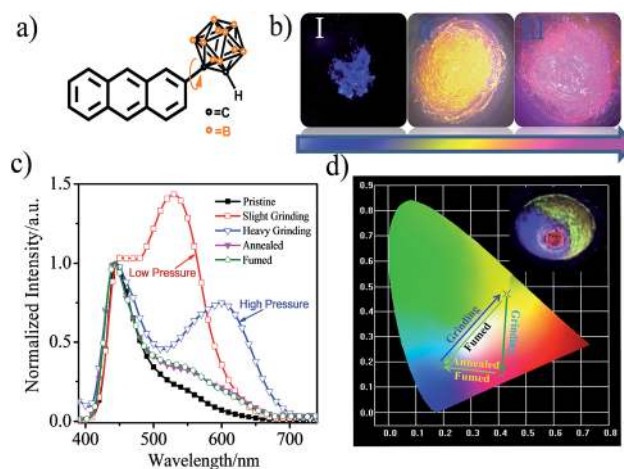 a)
H
=C
=B
b)
I
c)
Normalized Intensity/a.u.
1.5
1.0
0.5
0.0
400 500 600 700
Wavelength/nm
Pristine
Slight Grinding
Heavy Grinding
Annealed
Fumed
Low Pressure
High Pressure
d)
0.9
0.8
0.7
0.6
0.5
0.4
0.3
0.2
0.1
0.0
0.0 0.1 0.2 0.3 0.4 0.5 0.6 0.7 0.8
Grinding
Fumed
Grinding
Annealed
Fumed